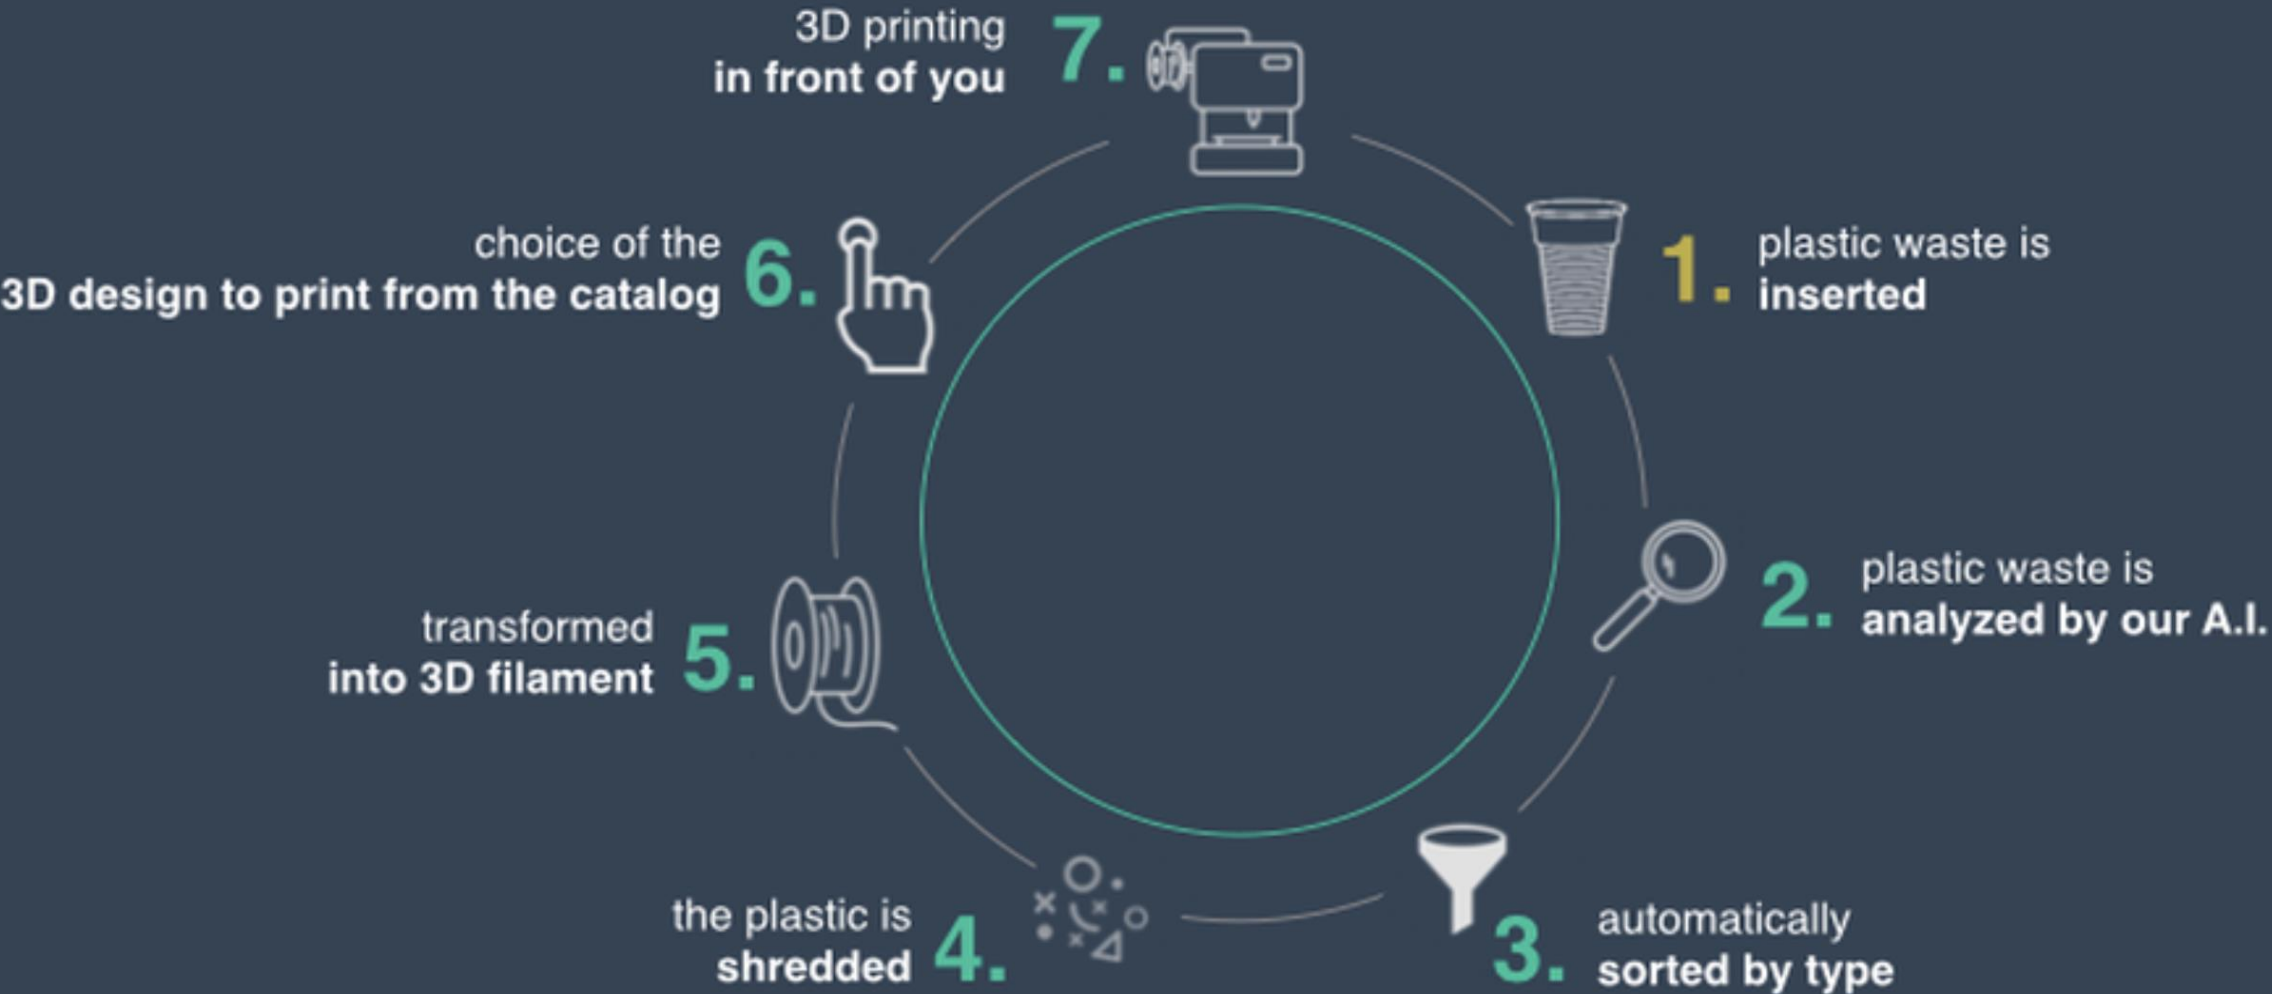 3D printing
in front of you
7.
1.
plastic waste is
inserted
2.
plastic waste is
analyzed by our A.I.
3.
automatically
sorted by type
the plastic is
shredded
4.
transformed
into 3D filament
5.
choice of the
3D design to print from the catalog
6.